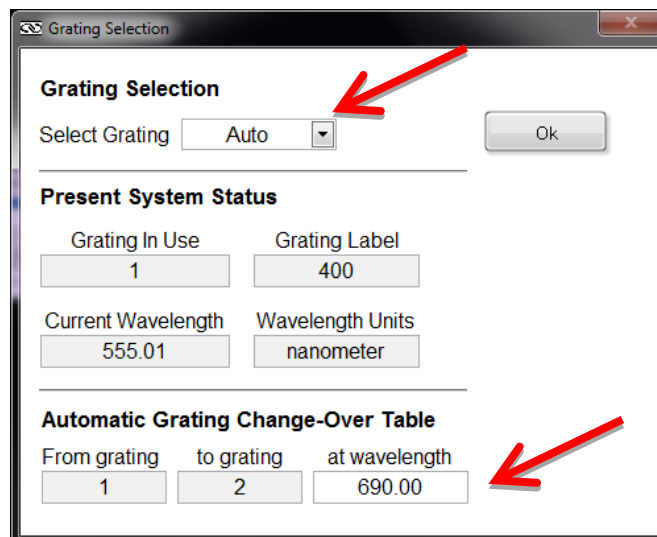 Grating Selection
Grating Selection
Select Grating Auto Ok
Present System Status
Grating In Use Grating Label
1 400
Current Wavelength Wavelength Units
555.01 nanometer
Automatic Grating Change-Over Table
From grating to grating at wavelength
1 2 690.00